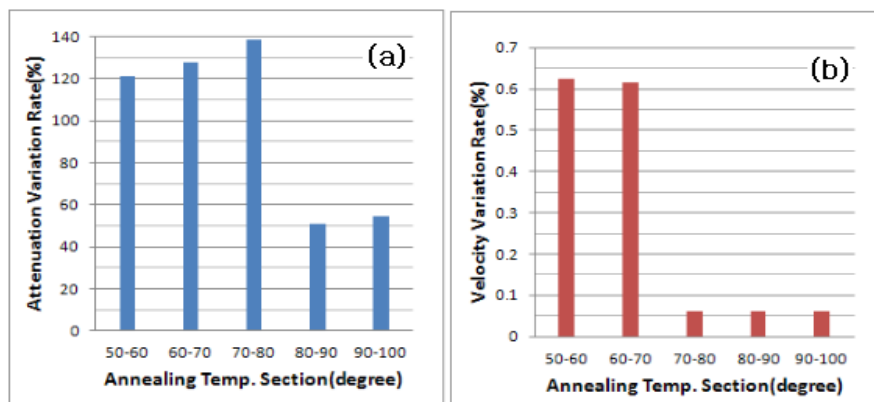 (a)
Attenuation Variation Rate(%)
140
120
100
80
60
40
20
0
50-60 60-70 70-80 80-90 90-100
Annealing Temp. Section(degree)
(b)
Velocity Variation Rate(%)
0.7
0.6
0.5
0.4
0.3
0.2
0.1
0
50-60 60-70 70-80 80-90 90-100
Annealing Temp. Section(degree)